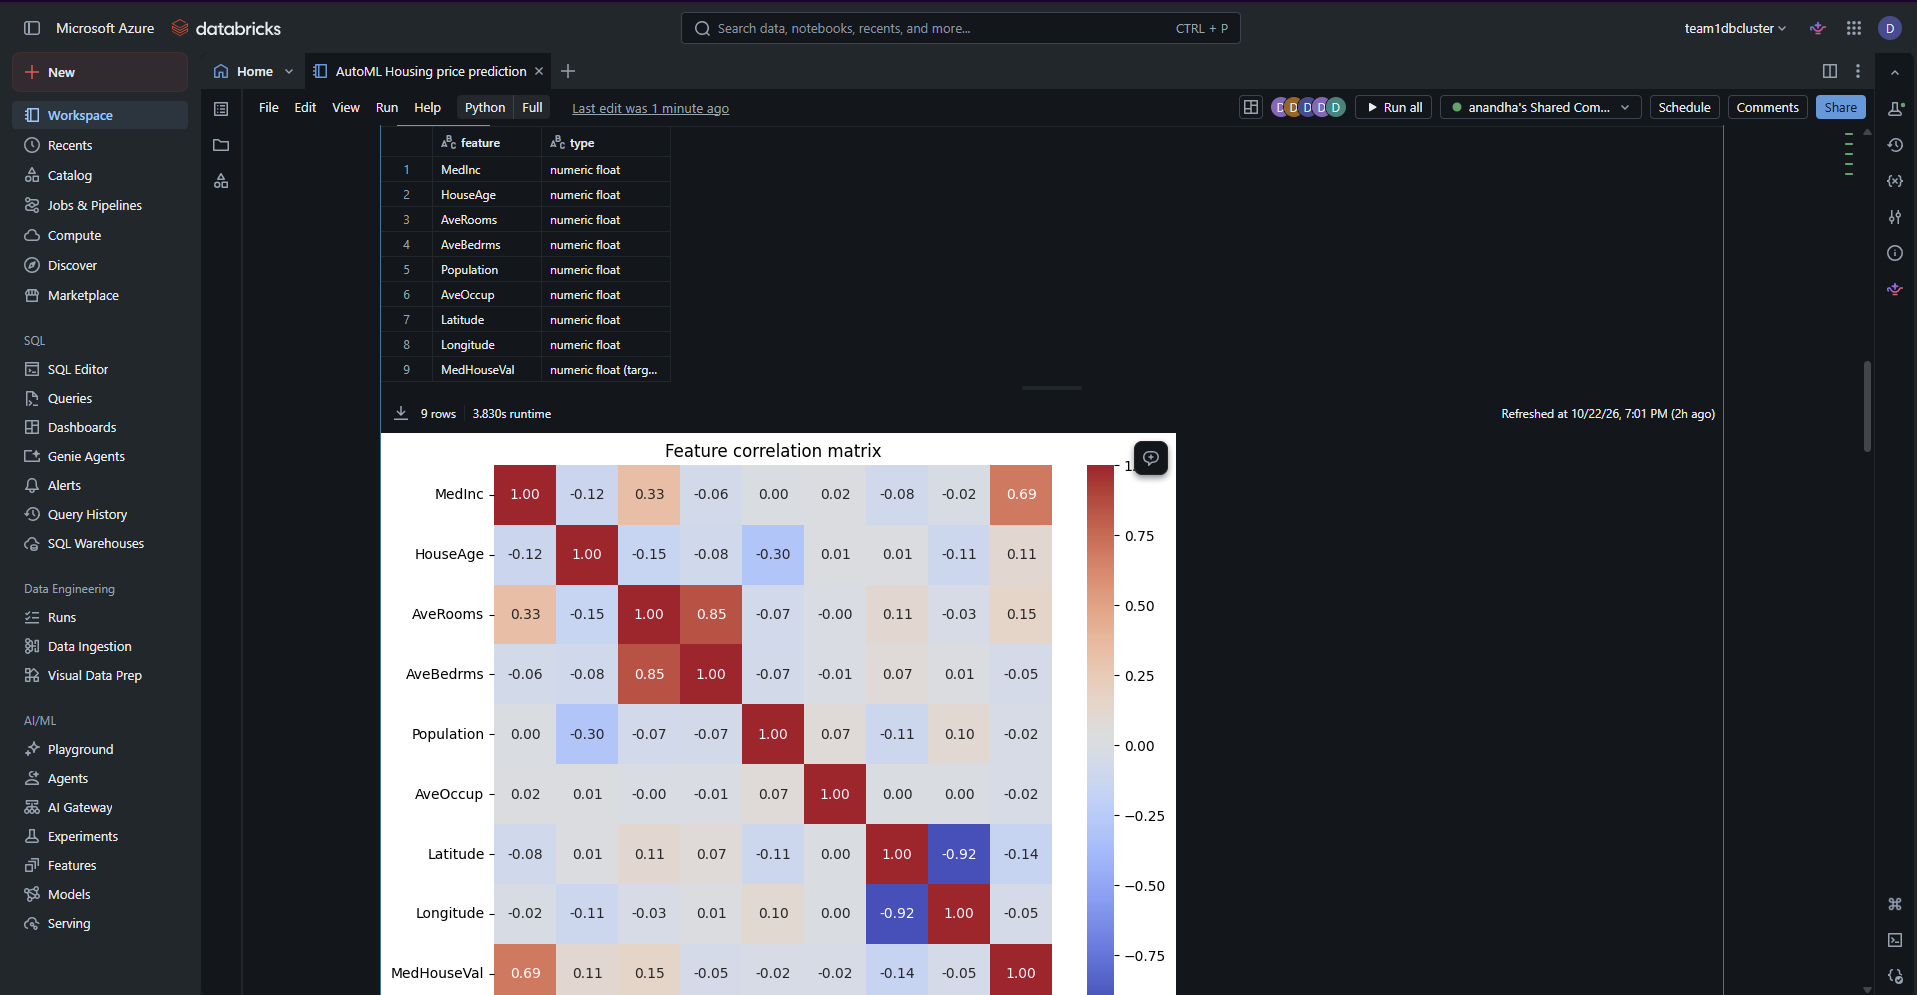 Microsoft Azure databricks Search data, notebooks, recents, and more... CTRL + P team1dbcluster D
New
Workspace
Recents
Catalog
Jobs & Pipelines
Compute
Discover
Marketplace
SQL
SQL Editor
Queries
Dashboards
Genie Agents
Alerts
Query History
SQL Warehouses
Data Engineering
Runs
Data Ingestion
Visual Data Prep
AI/ML
Playground
Agents
AI Gateway
Experiments
Features
Models
Serving
Home AutoML Housing price prediction
File Edit View Run Help Python Full Last edit was 1 minute ago D D D D D Run all anandha's Shared Com... Schedule Comments Share
feature type
1 MedInc numeric float
2 HouseAge numeric float
3 AveRooms numeric float
4 AveBedrms numeric float
5 Population numeric float
6 AveOccup numeric float
7 Latitude numeric float
8 Longitude numeric float
9 MedHouseVal numeric float (targ...
9 rows 3.830s runtime Refreshed at 10/22/26, 7:01 PM (2h ago)
Feature correlation matrix
MedInc 1.00 -0.12 0.33 -0.06 0.00 0.02 -0.08 -0.02 0.69
HouseAge -0.12 1.00 -0.15 -0.08 -0.30 0.01 0.01 -0.11 0.11
AveRooms 0.33 -0.15 1.00 0.85 -0.07 -0.00 0.11 -0.03 0.15
AveBedrms -0.06 -0.08 0.85 1.00 -0.07 -0.01 0.07 0.01 -0.05
Population 0.00 -0.30 -0.07 -0.07 1.00 0.07 -0.11 0.10 -0.02
AveOccup 0.02 0.01 -0.00 -0.01 0.07 1.00 0.00 0.00 -0.02
Latitude -0.08 0.01 0.11 0.07 -0.11 0.00 1.00 -0.92 -0.14
Longitude -0.02 -0.11 -0.03 0.01 0.10 0.00 -0.92 1.00 -0.05
MedHouseVal 0.69 0.11 0.15 -0.05 -0.02 -0.02 -0.14 -0.05 1.00
0.75
0.50
0.25
0.00
−0.25
−0.50
−0.75